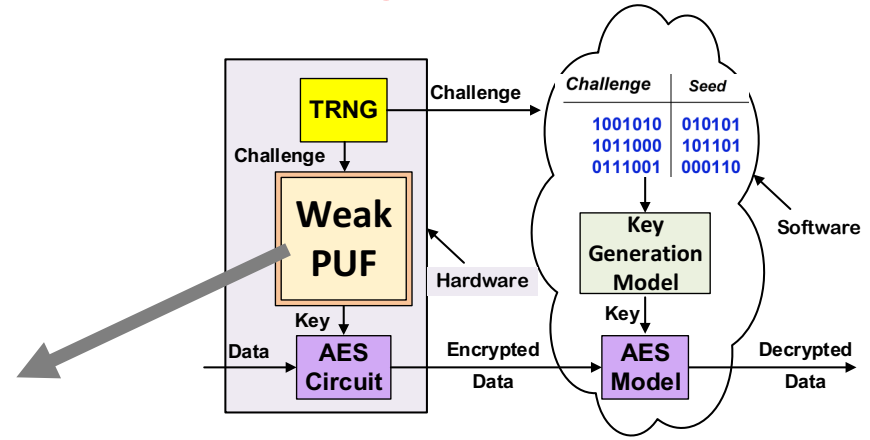 TRNG
Challenge
Challenge
Weak
PUF
Key
Data
AES
Circuit
Hardware
Encrypted
Data
Challenge Seed
1001010 010101
1011000 101101
0111001 000110
Key
Generation
Model
Software
Key
AES
Model
Decrypted
Data